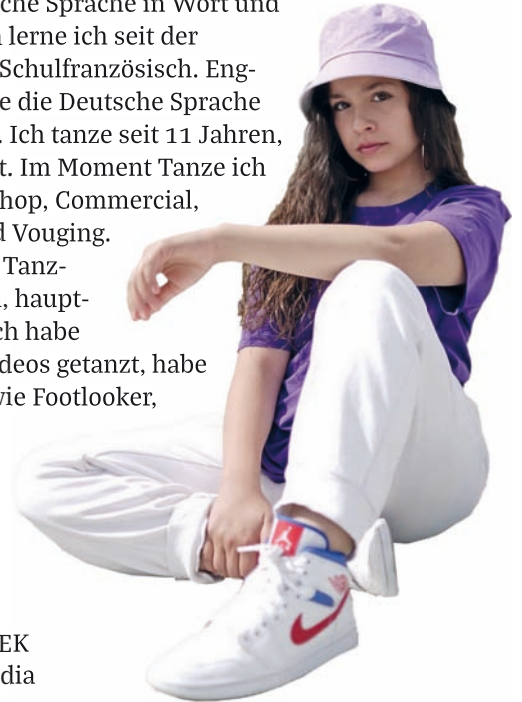 che Sprache in Wort und
lerne ich seit der
Schulfranzösisch. Eng-
e die Deutsche Sprache
. Ich tanze seit 11 Jahren,
t. Im Moment Tanze ich
hop, Commercial,
d Vouging.
Tanz-
, haupt-
ch habe
deos getanzt, habe
wie Footlooker,
EK
dia